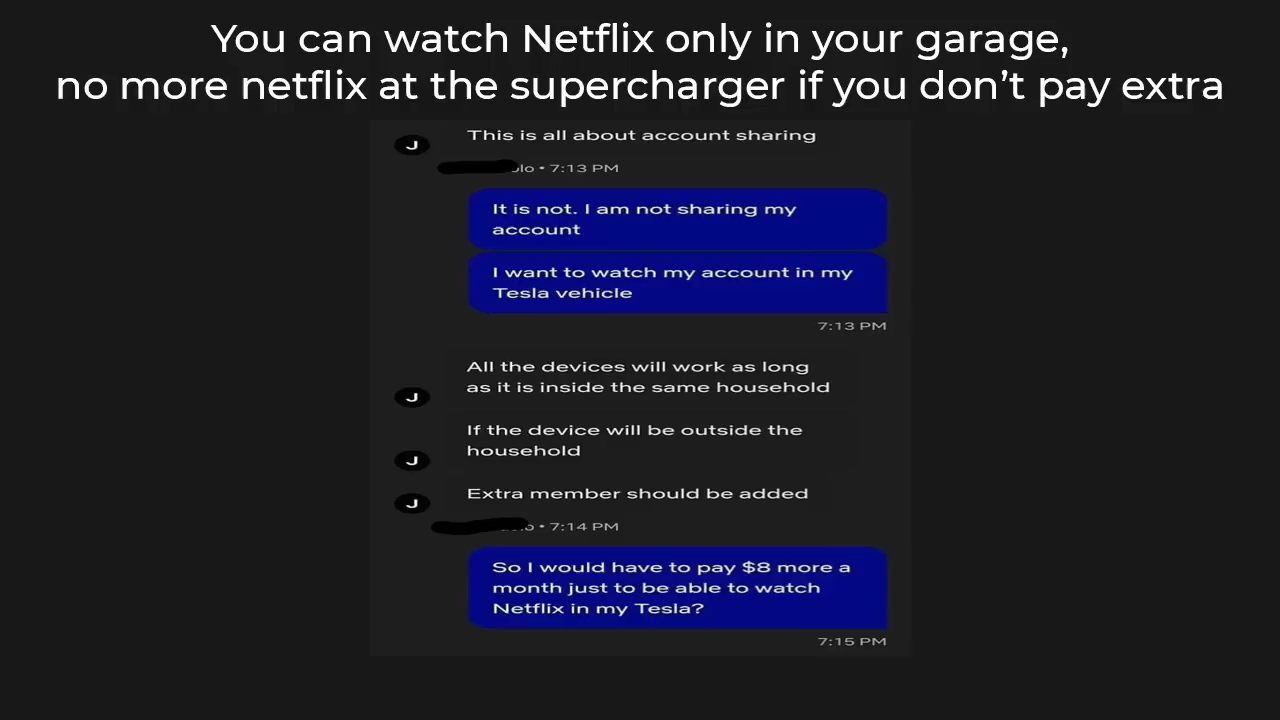 You can watch Netflix only in your garage,
no more netflix at the supercharger if you don't pay extra
This is all about account sharing
J
• 7:13 PM
It is not. I am not sharing my
account
I want to watch my account in my
Tesla vehicle
7:13 PM
All the devices will work as long
as it is inside the same household
J
If the device will be outside the
household
J
Extra member should be added
J
• 7:14 PM
So I would have to pay $8 more a
month just to be able to watch
Netflix in my Tesla?
7:15 PM